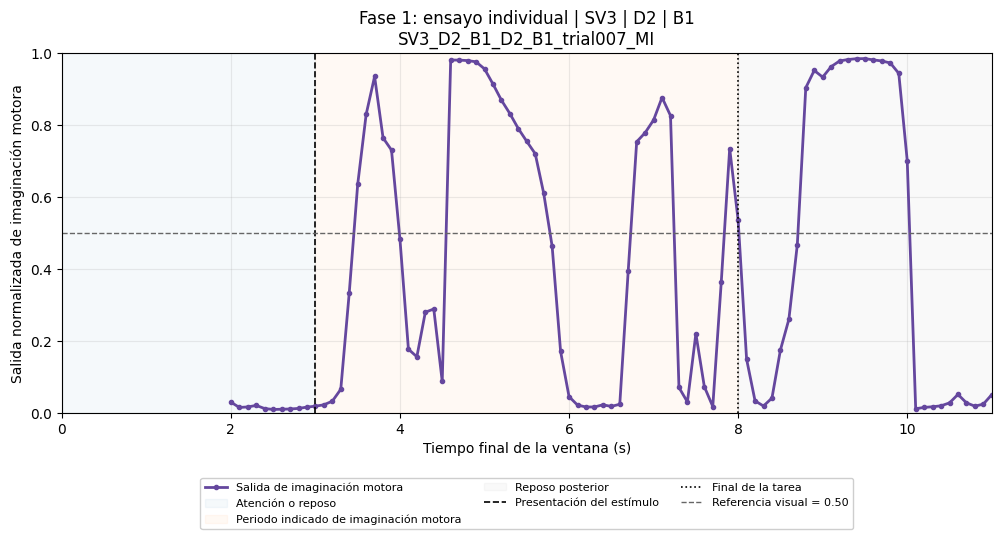 Fase 1: ensayo individual | SV3 | D2 | B1
SV3_D2_B1_D2_B1_trial007_MI
Salida normalizada de imaginación motora
1.0
0.8
0.6
0.4
0.2
0.0
0 2 4 6 8 10
Tiempo final de la ventana (s)
Salida de imaginación motora
Atención o reposo
Periodo indicado de imaginación motora
Reposo posterior
Presentación del estímulo
Final de la tarea
Referencia visual = 0.50